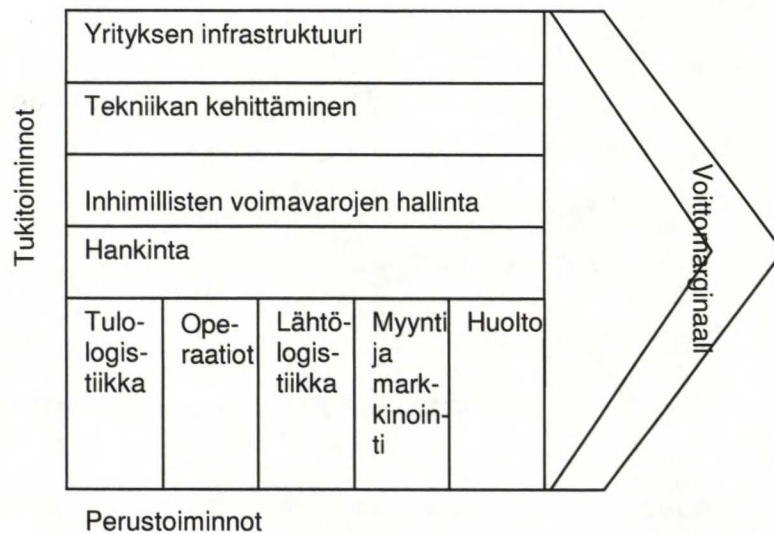 Yrityksen infrastruktuuri
Tekniikan kehittäminen
Inhimillisten voimavarojen hallinta
Hankinta
Tukitoiminnot
Tulo-
logis-
tiikka
Ope-
raatiot
Lähtö-
logis-
tiikka
Myynti
ja
mark-
kinoin-
ti
Huolto
Voittomarginaali
Perustoiminnot